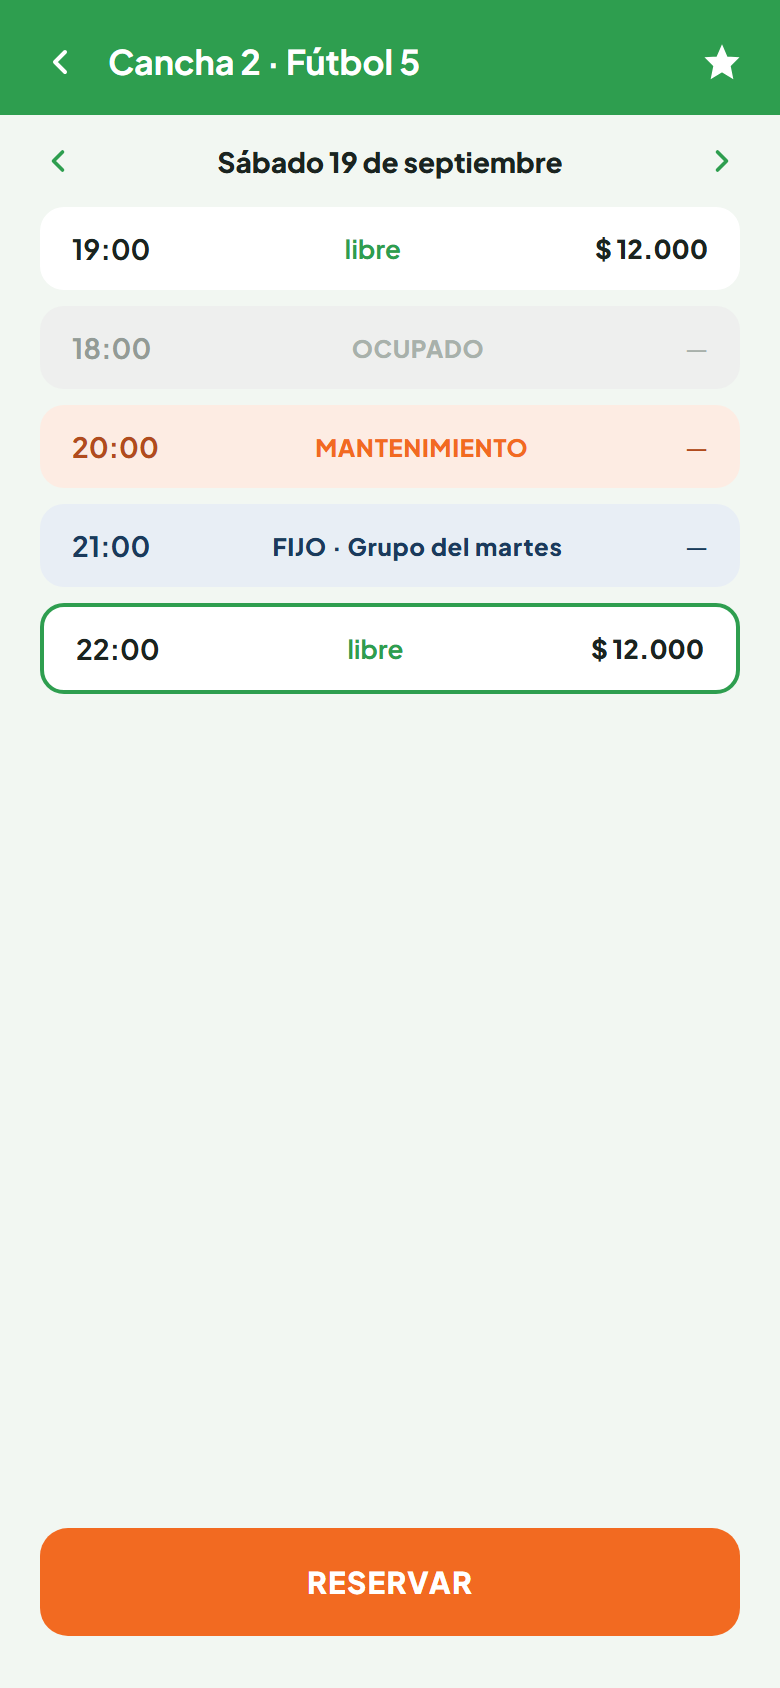 Cancha 2 · Fútbol 5
Sábado 19 de septiembre
19:00 libre $ 12.000
18:00 OCUPADO —
20:00 MANTENIMIENTO —
21:00 FIJO · Grupo del martes —
22:00 libre $ 12.000
RESERVAR